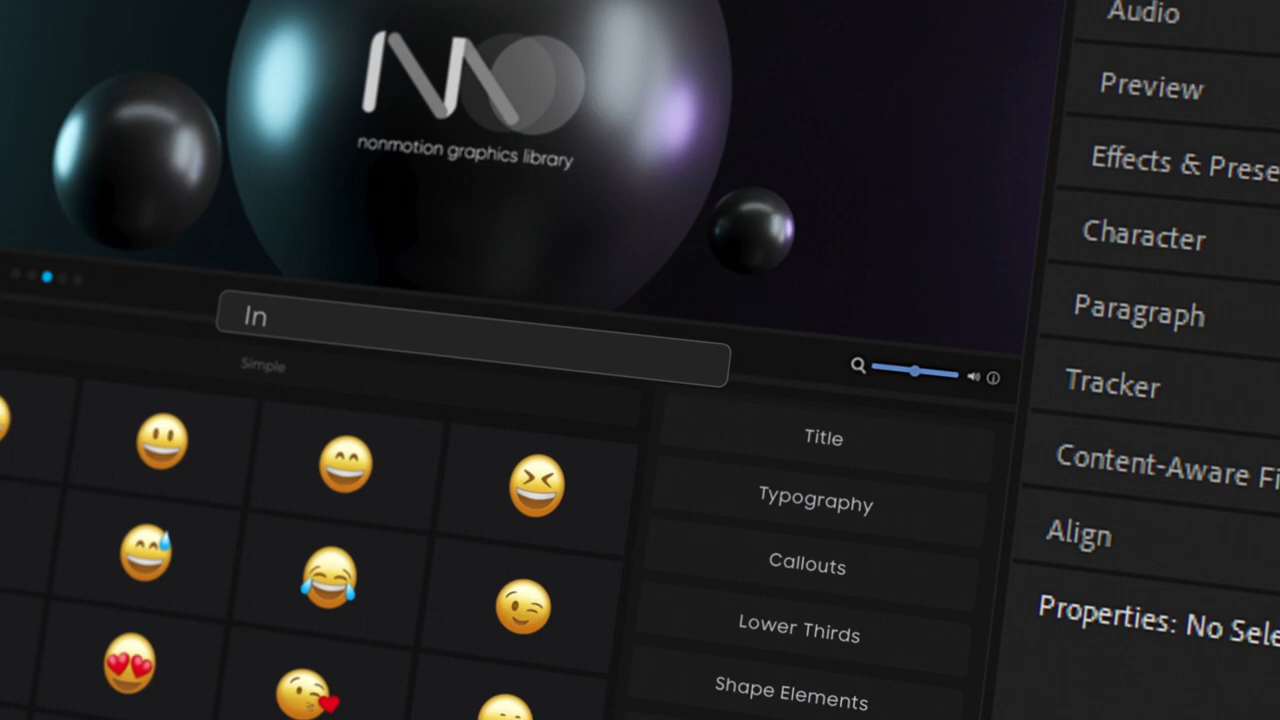 nonmotion graphics library
In
Simple
Title
Typography
Callouts
Lower Thirds
Shape Elements
Audio
Preview
Effects & Prese
Character
Paragraph
Tracker
Content-Aware Fi
Align
Properties: No Sele